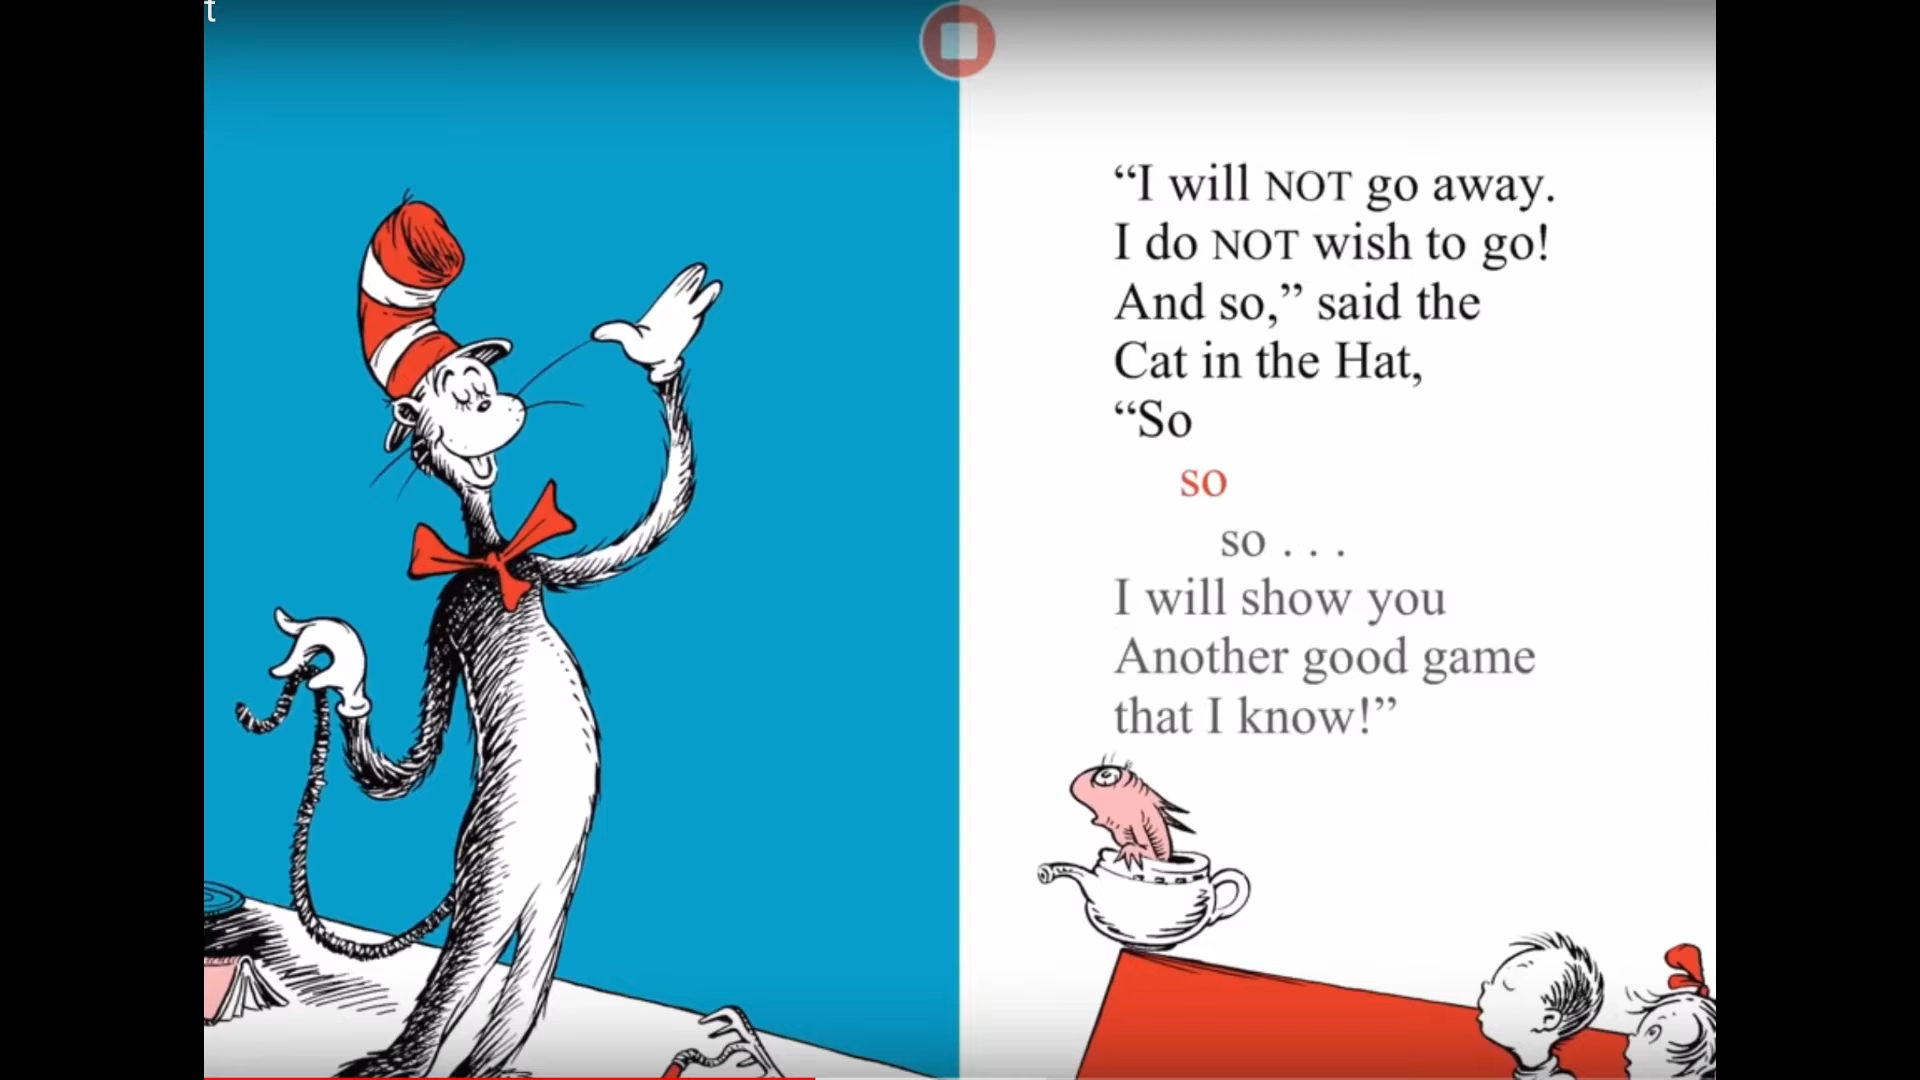 t
“I will NOT go away.
I do NOT wish to go!
And so,” said the
Cat in the Hat,
“So
so
so . . .
I will show you
Another good game
that I know!”